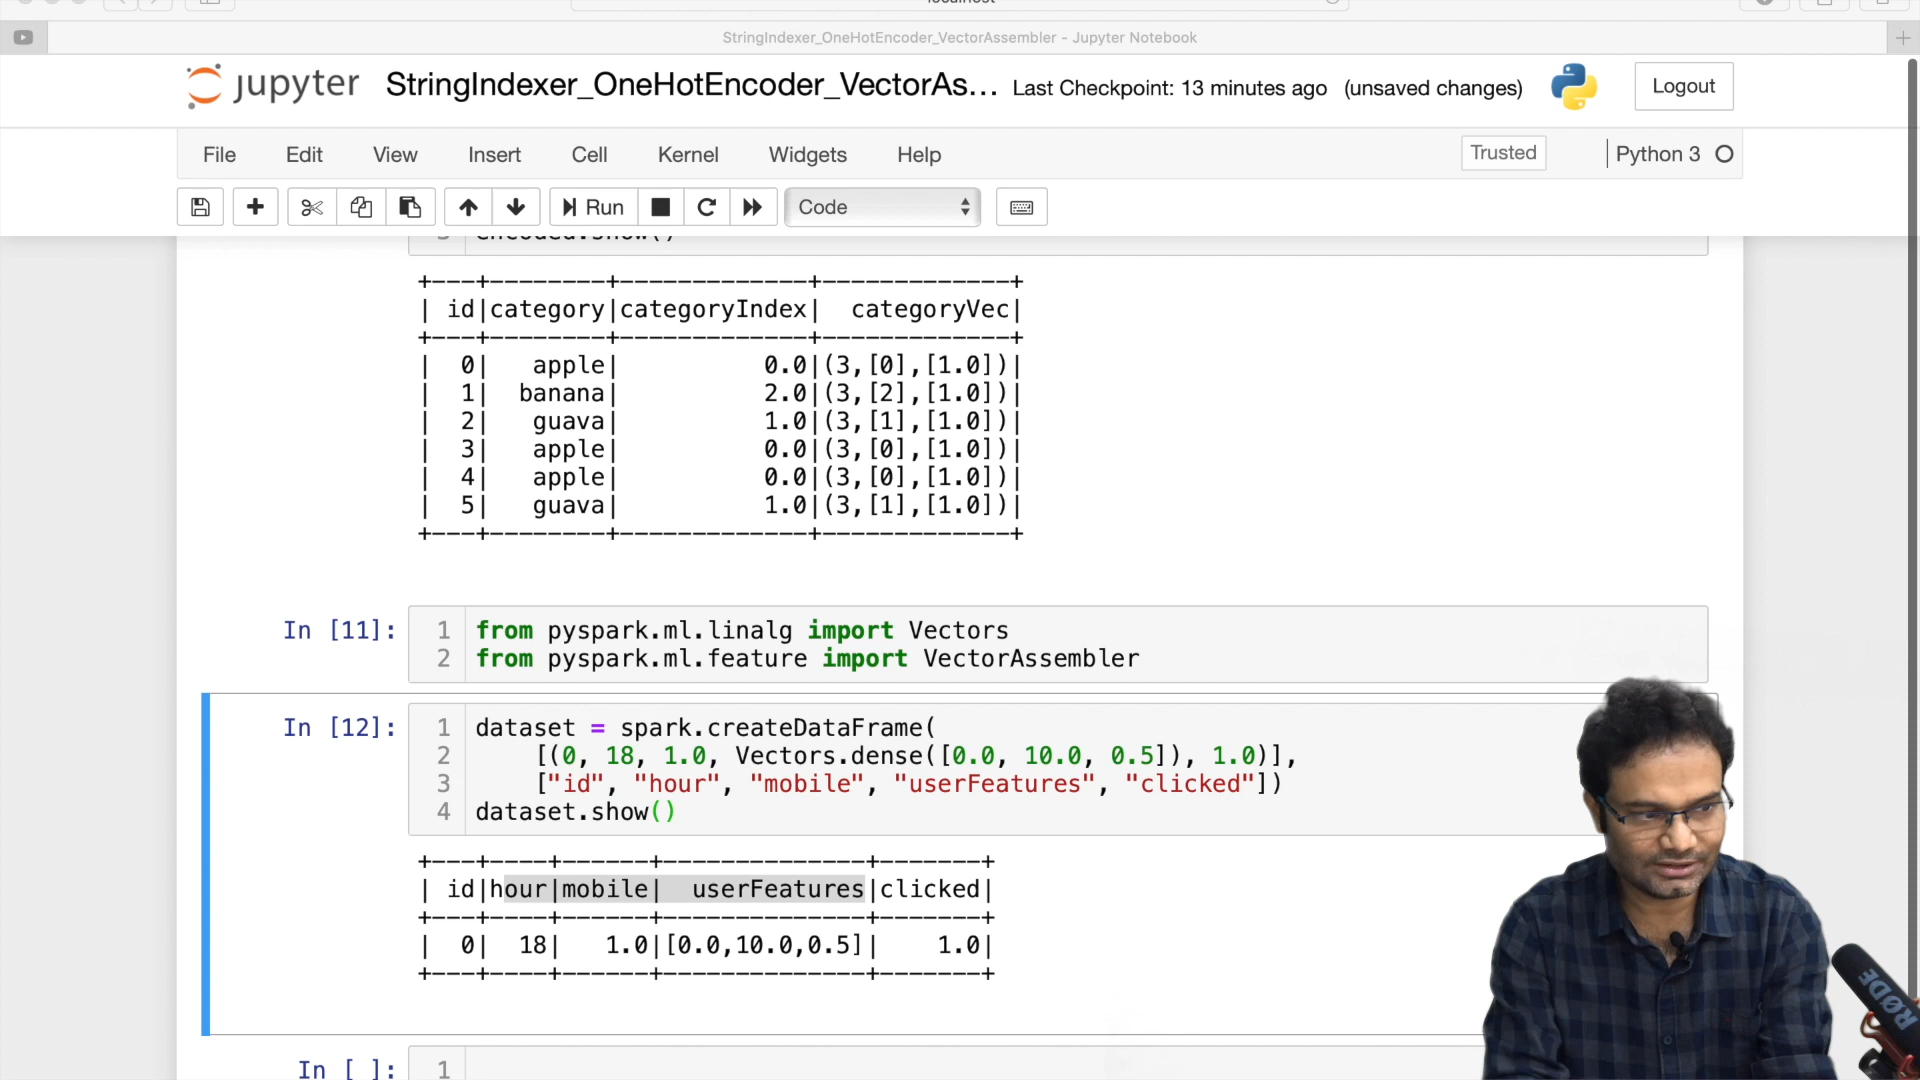 StringIndexer_OneHotEncoder_VectorAssembler - Jupyter Notebook
jupyter StringIndexer_OneHotEncoder_VectorAs... Last Checkpoint: 13 minutes ago (unsaved changes) Logout
File Edit View Insert Cell Kernel Widgets Help Trusted Python 3
Run Code
+---+--------+-------------+-------------+
| id|category|categoryIndex|  categoryVec|
+---+--------+-------------+-------------+
|  0|   apple|          0.0|(3,[0],[1.0])|
|  1|  banana|          2.0|(3,[2],[1.0])|
|  2|   guava|          1.0|(3,[1],[1.0])|
|  3|   apple|          0.0|(3,[0],[1.0])|
|  4|   apple|          0.0|(3,[0],[1.0])|
|  5|   guava|          1.0|(3,[1],[1.0])|
+---+--------+-------------+-------------+
In [11]: 1 from pyspark.ml.linalg import Vectors
2 from pyspark.ml.feature import VectorAssembler
In [12]: 1 dataset = spark.createDataFrame(
2     [(0, 18, 1.0, Vectors.dense([0.0, 10.0, 0.5]), 1.0)],
3     ["id", "hour", "mobile", "userFeatures", "clicked"])
4 dataset.show()
+---+----+------+--------------+-------+
| id|hour|mobile|  userFeatures|clicked|
+---+----+------+--------------+-------+
|  0|  18|   1.0|[0.0,10.0,0.5]|    1.0|
+---+----+------+--------------+-------+
In [ ]: 1
RØDE